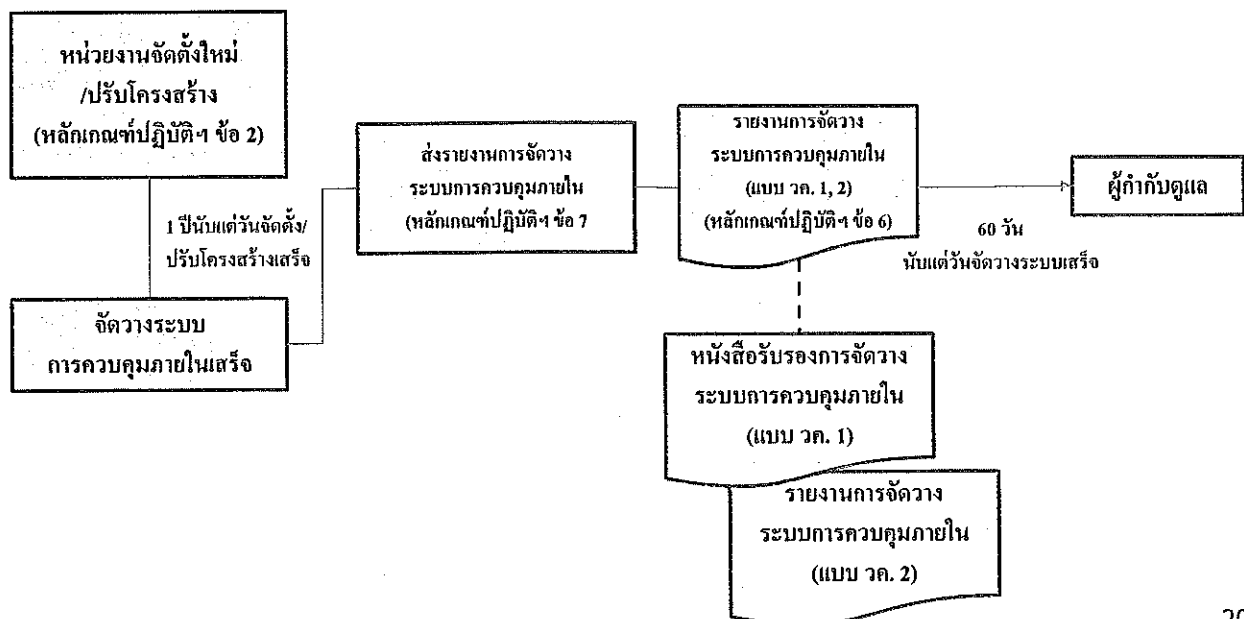 หน่วยงานจัดตั้งใหม่
/ปรับโครงสร้าง
(หลักเกณฑ์ปฏิบัติฯ ข้อ 2)
1 ปีนับแต่วันจัดตั้ง/
ปรับโครงสร้างเสร็จ
จัดวางระบบ
การควบคุมภายในเสร็จ
ส่งรายงานการจัดวาง
ระบบการควบคุมภายใน
(หลักเกณฑ์ปฏิบัติฯ ข้อ 7
รายงานการจัดวาง
ระบบการควบคุมภายใน
(แบบ วค. 1, 2)
(หลักเกณฑ์ปฏิบัติฯ ข้อ 6)
60 วัน
นับแต่วันจัดวางระบบเสร็จ
ผู้กำกับดูแล
หนังสือรับรองการจัดวาง
ระบบการควบคุมภายใน
(แบบ วค. 1)
รายงานการจัดวาง
ระบบการควบคุมภายใน
(แบบ วค. 2)